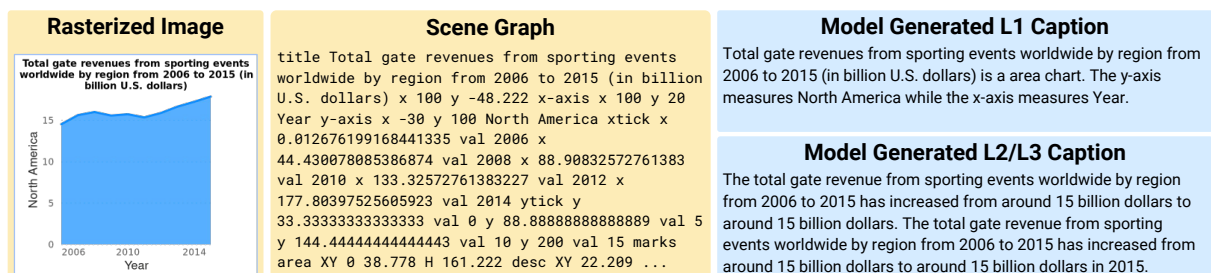 Rasterized Image
Total gate revenues from sporting events
worldwide by region from 2006 to 2015 (in
billion U.S. dollars)
15
10
5
0
North America
2006
2010
2014
Year
Scene Graph
title Total gate revenues from sporting events
worldwide by region from 2006 to 2015 (in billion
U.S. dollars) x 100 y -48.222 x-axis x 100 y 20
Year y-axis x -30 y 100 North America xtick x
0.012676199168441335 val 2006 x
44.430078085386874 val 2008 x 88.90832572761383
val 2010 x 133.32572761383227 val 2012 x
177.80397525605923 val 2014 ytick y
33.33333333333333 val 0 y 88.88888888888889 val 5
y 144.44444444444443 val 10 y 200 val 15 marks
area XY 0 38.778 H 161.222 desc XY 22.209 ...
Model Generated L1 Caption
Total gate revenues from sporting events worldwide by region from
2006 to 2015 (in billion U.S. dollars) is a area chart. The y-axis
measures North America while the x-axis measures Year.
Model Generated L2/L3 Caption
The total gate revenue from sporting events worldwide by region
from 2006 to 2015 has increased from around 15 billion dollars to
around 15 billion dollars. The total gate revenue from sporting
events worldwide by region from 2006 to 2015 has increased from
around 15 billion dollars to around 15 billion dollars in 2015.